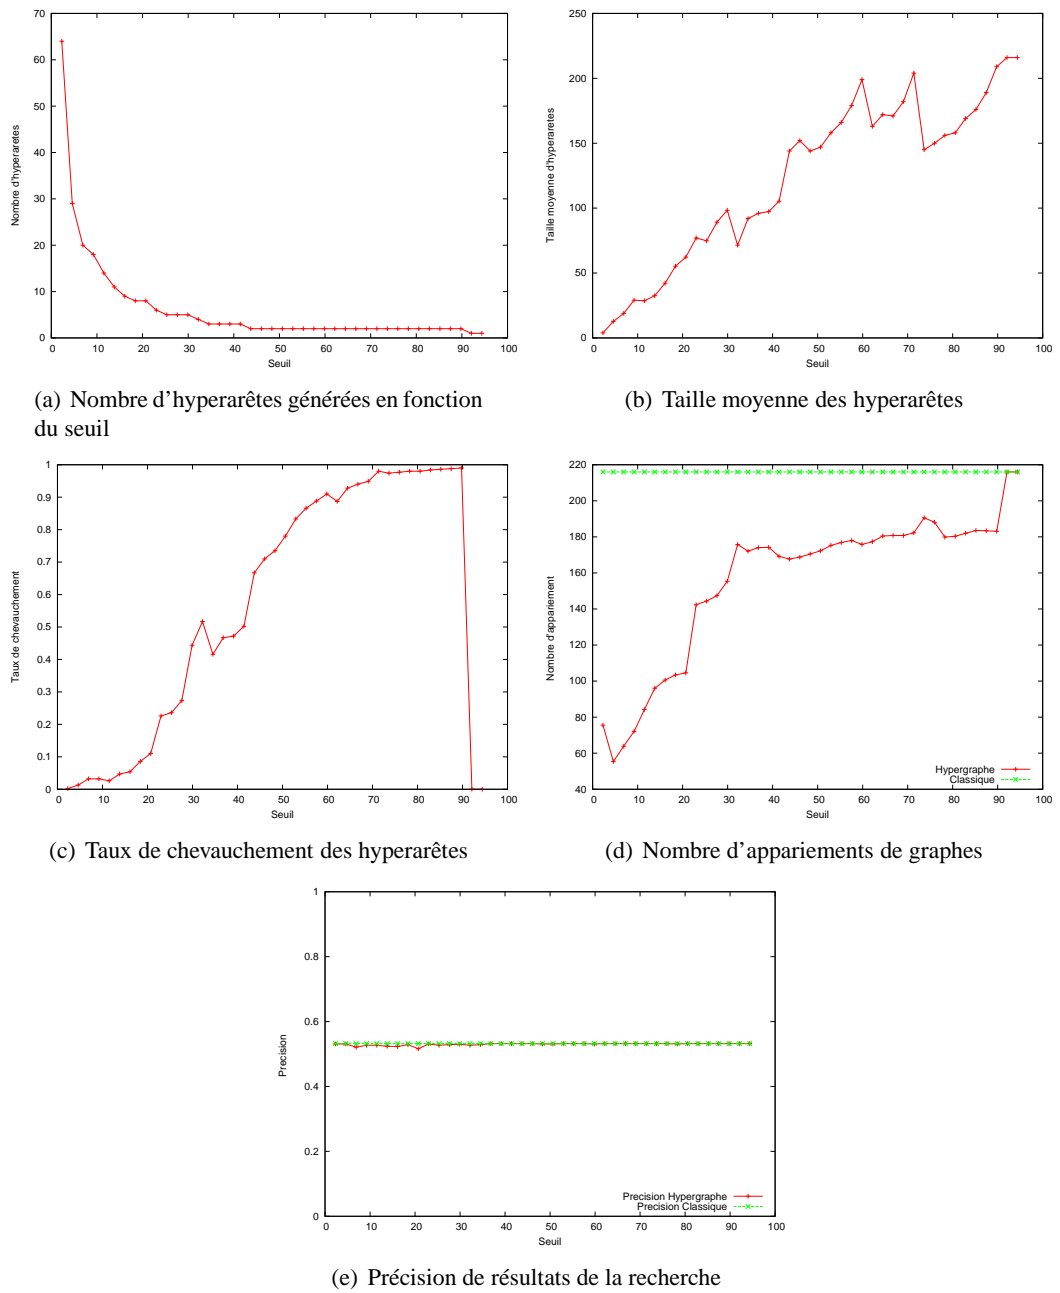 70
60
50
40
30
20
10
0
0 10 20 30 40 50 60 70 80 90 100
Nombre d'hyperaretes
Seuil
(a) Nombre d'hyperarêtes générées en fonction
du seuil
250
200
150
100
50
0
0 10 20 30 40 50 60 70 80 90 100
Taille moyenne d'hyperaretes
Seuil
(b) Taille moyenne des hyperarêtes
1
0.9
0.8
0.7
0.6
0.5
0.4
0.3
0.2
0.1
0
0 10 20 30 40 50 60 70 80 90 100
Taux de chevauchement
Seuil
(c) Taux de chevauchement des hyperarêtes
220
200
180
160
140
120
100
80
60
40
0 10 20 30 40 50 60 70 80 90 100
Nombre d'appariement
Seuil
Hypergraphe
Classique
(d) Nombre d'appariements de graphes
1
0.8
0.6
0.4
0.2
0
0 10 20 30 40 50 60 70 80 90 100
Precision
Seuil
Precision Hypergraphe
Precision Classique
(e) Précision de résultats de la recherche